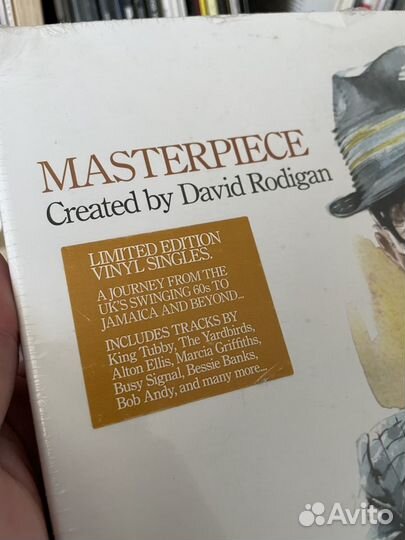 MASTERPIECE
Created by David Rodigan
LIMITED EDITION
VINYL SINGLES.
A JOURNEY FROM THE
UK'S SWINGING 60s TO
JAMAICA AND BEYOND...
INCLUDES TRACKS BY
King Tubby, The Yardbirds,
Alton Ellis, Marcia Griffiths,
Busy Signal, Bessie Banks,
Bob Andy, and many more...
Avito